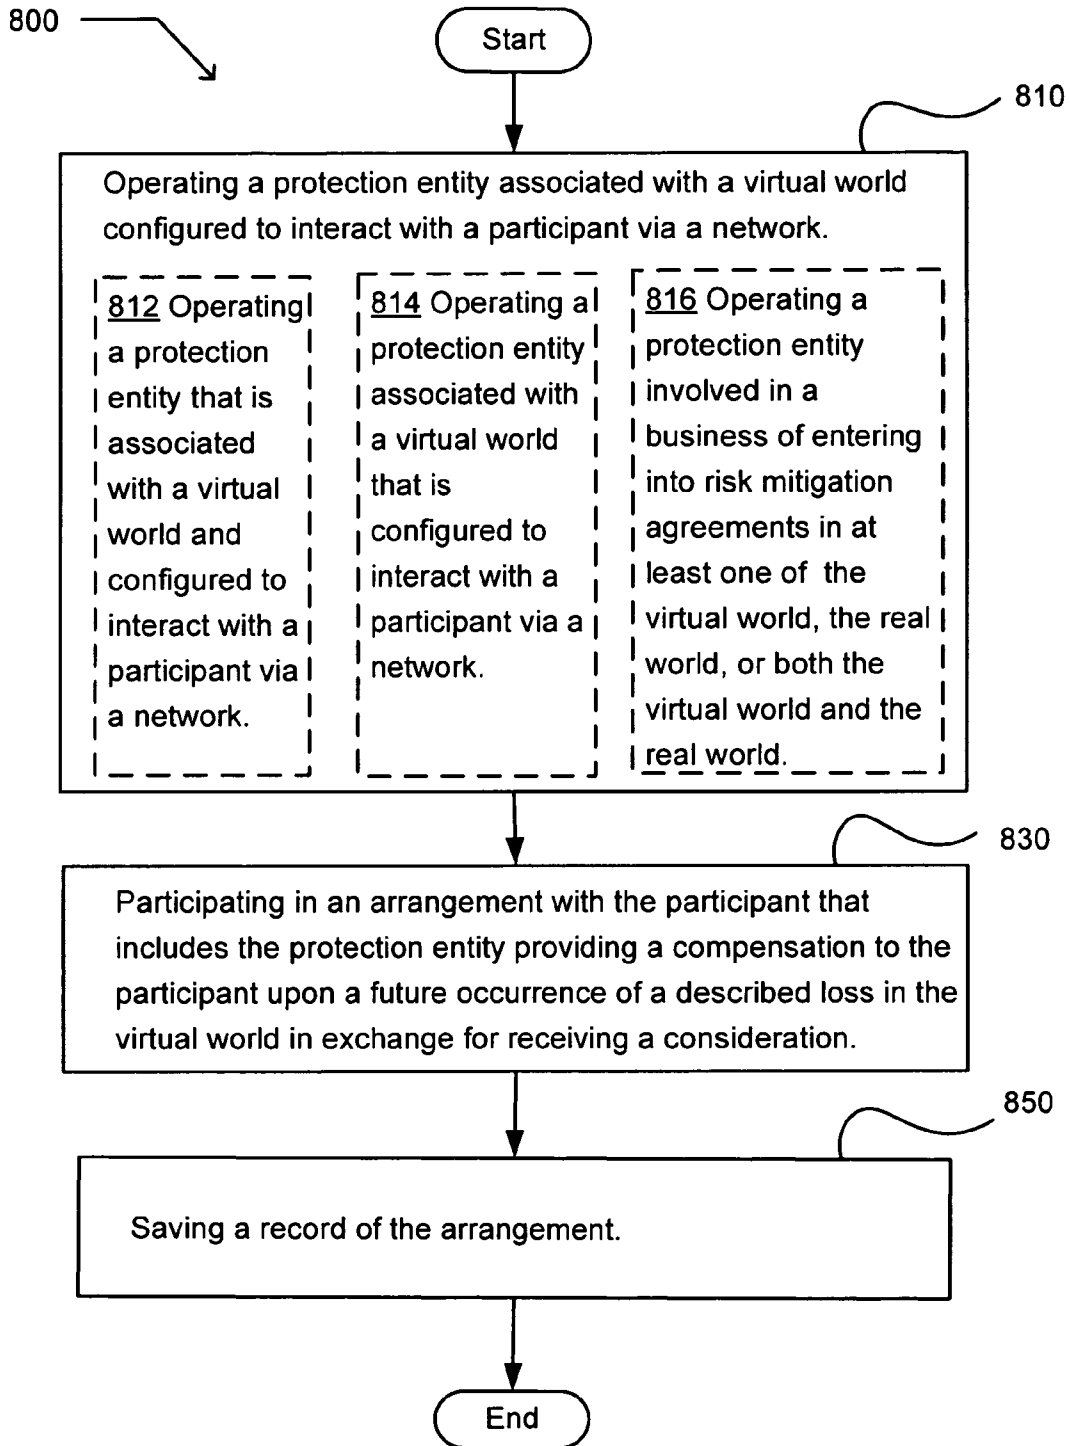 800
Start
810
Operating a protection entity associated with a virtual world
configured to interact with a participant via a network.
812 Operating
a protection
entity that is
associated
with a virtual
world and
configured to
interact with a
participant via
a network.
814 Operating a
protection entity
associated with
a virtual world
that is
configured to
interact with a
participant via a
network.
816 Operating a
protection entity
involved in a
business of entering
into risk mitigation
agreements in at
least one of the
virtual world, the real
world, or both the
virtual world and the
real world.
830
Participating in an arrangement with the participant that
includes the protection entity providing a compensation to the
participant upon a future occurrence of a described loss in the
virtual world in exchange for receiving a consideration.
850
Saving a record of the arrangement.
End